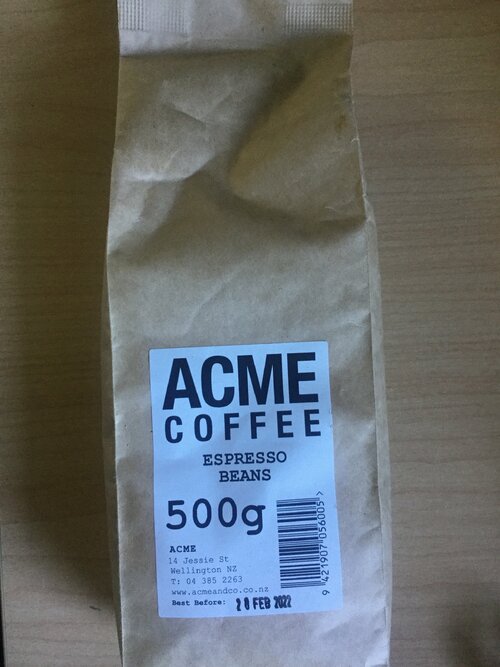 ACME
COFFEE
ESPRESSO
BEANS
500g
ACME
14 Jessie St
Wellington NZ
T: 04 385 2263
www.acmeandco.co.nz
Best Before: 20 FEB 2022
9 421907 056005 >